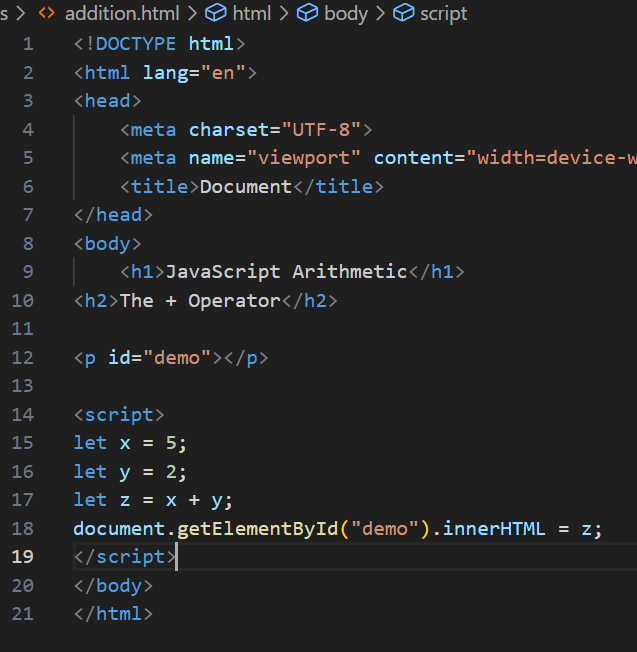 s > <> addition.html > html > body > script
1 <!DOCTYPE html>
2 <html lang="en">
3 <head>
4     <meta charset="UTF-8">
5     <meta name="viewport" content="width=device-w
6     <title>Document</title>
7 </head>
8 <body>
9     <h1>JavaScript Arithmetic</h1>
10 <h2>The + Operator</h2>
11
12 <p id="demo"></p>
13
14 <script>
15 let x = 5;
16 let y = 2;
17 let z = x + y;
18 document.getElementById("demo").innerHTML = z;
19 </script>
20 </body>
21 </html>